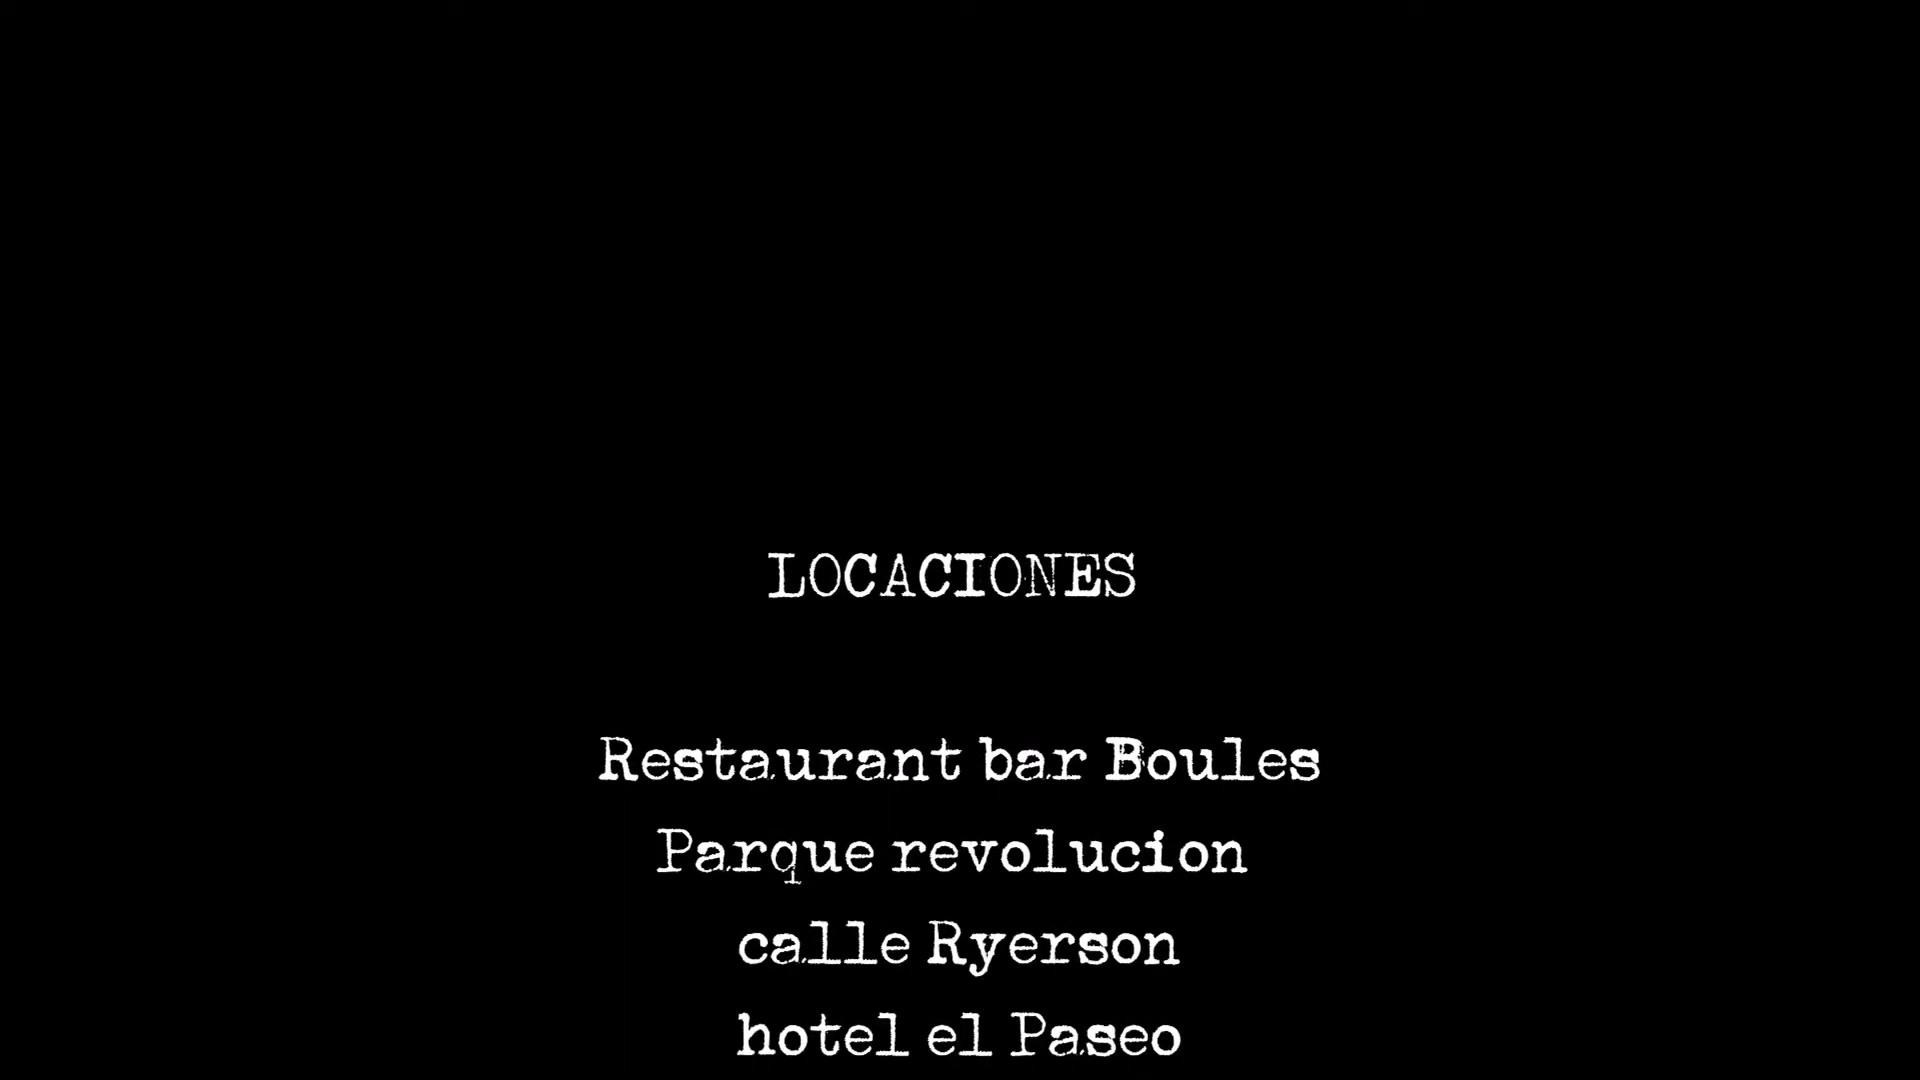 LOCACIONES
Restaurant bar Boules
Parque revolucion
calle Ryerson
hotel el Paseo